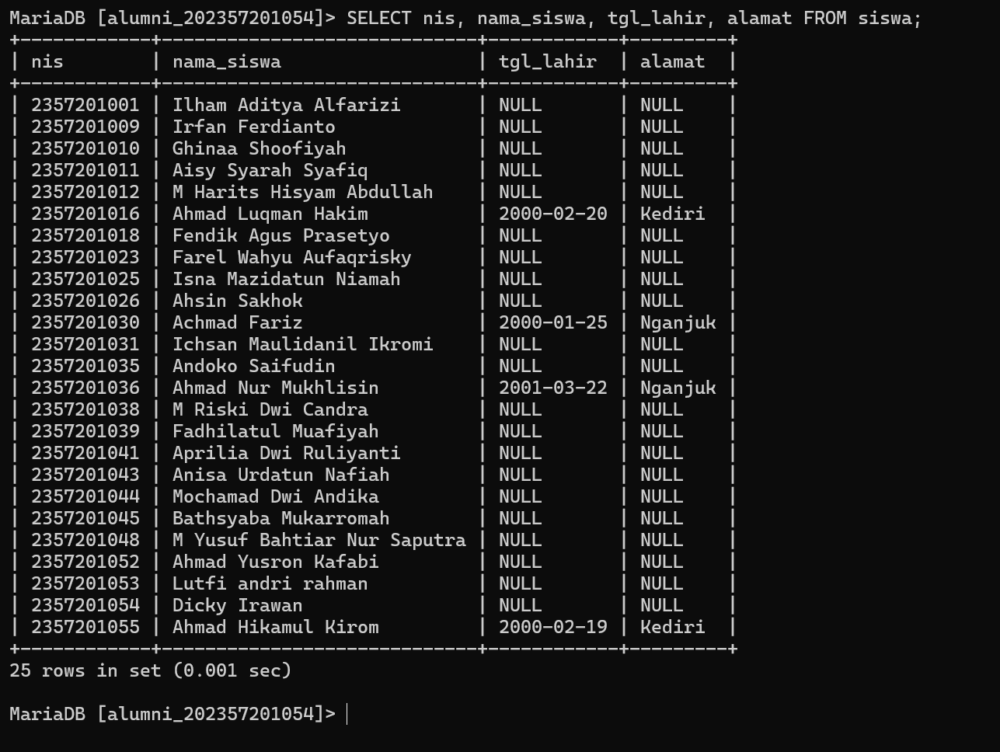 MariaDB [alumni_202357201054]> SELECT nis, nama_siswa, tgl_lahir, alamat FROM siswa;
+------------+-----------------------------+------------+---------+
| nis        | nama_siswa                  | tgl_lahir  | alamat  |
+------------+-----------------------------+------------+---------+
| 2357201001 | Ilham Aditya Alfarizi       | NULL       | NULL    |
| 2357201009 | Irfan Ferdianto             | NULL       | NULL    |
| 2357201010 | Ghinaa Shoofiyah            | NULL       | NULL    |
| 2357201011 | Aisy Syarah Syafiq          | NULL       | NULL    |
| 2357201012 | M Harits Hisyam Abdullah    | NULL       | NULL    |
| 2357201016 | Ahmad Luqman Hakim          | 2000-02-20 | Kediri  |
| 2357201018 | Fendik Agus Prasetyo        | NULL       | NULL    |
| 2357201023 | Farel Wahyu Aufaqrisky      | NULL       | NULL    |
| 2357201025 | Isna Mazidatun Niamah       | NULL       | NULL    |
| 2357201026 | Ahsin Sakhok                | NULL       | NULL    |
| 2357201030 | Achmad Fariz                | 2000-01-25 | Nganjuk |
| 2357201031 | Ichsan Maulidanil Ikromi    | NULL       | NULL    |
| 2357201035 | Andoko Saifudin             | NULL       | NULL    |
| 2357201036 | Ahmad Nur Mukhlisin         | 2001-03-22 | Nganjuk |
| 2357201038 | M Riski Dwi Candra          | NULL       | NULL    |
| 2357201039 | Fadhilatul Muafiyah         | NULL       | NULL    |
| 2357201041 | Aprilia Dwi Ruliyanti       | NULL       | NULL    |
| 2357201043 | Anisa Urdatun Nafiah        | NULL       | NULL    |
| 2357201044 | Mochamad Dwi Andika         | NULL       | NULL    |
| 2357201045 | Bathsyaba Mukarromah        | NULL       | NULL    |
| 2357201048 | M Yusuf Bahtiar Nur Saputra | NULL       | NULL    |
| 2357201052 | Ahmad Yusron Kafabi         | NULL       | NULL    |
| 2357201053 | Lutfi andri rahman          | NULL       | NULL    |
| 2357201054 | Dicky Irawan                | NULL       | NULL    |
| 2357201055 | Ahmad Hikamul Kirom         | 2000-02-19 | Kediri  |
+------------+-----------------------------+------------+---------+
25 rows in set (0.001 sec)
MariaDB [alumni_202357201054]>